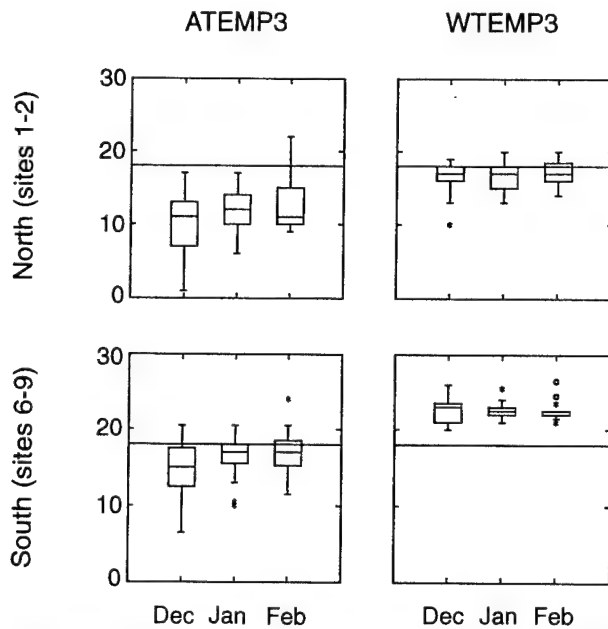 ATEMP3 WTEMP3
North (sites 1-2)
30
20
10
0
South (sites 6-9)
30
20
10
0
Dec Jan Feb Dec Jan Feb